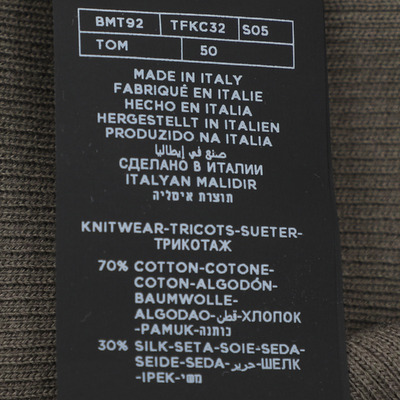 BMT92 TFKC32 S05
TOM 50
MADE IN ITALY
FABRIQUÉ EN ITALIE
HECHO EN ITALIA
HERGESTELLT IN ITALIEN
PRODUZIDO NA ITALIA
صنع في إيطاليا
СДЕЛАНО В ИТАЛИИ
ITALYAN MALIDIR
תוצרת איטליה
KNITWEAR-TRICOTS-SUETER-
ТРИКОТАЖ
70% COTTON-COTONE-
COTON-ALGODÓN-
BAUMWOLLE-
ALGODAO-قطن-ХЛОПОК
-PAMUK-כותנה
30% SILK-SETA-SOIE-SEDA-
SEIDE-SEDA-حرير-ШЕЛК
-IPEK-משי